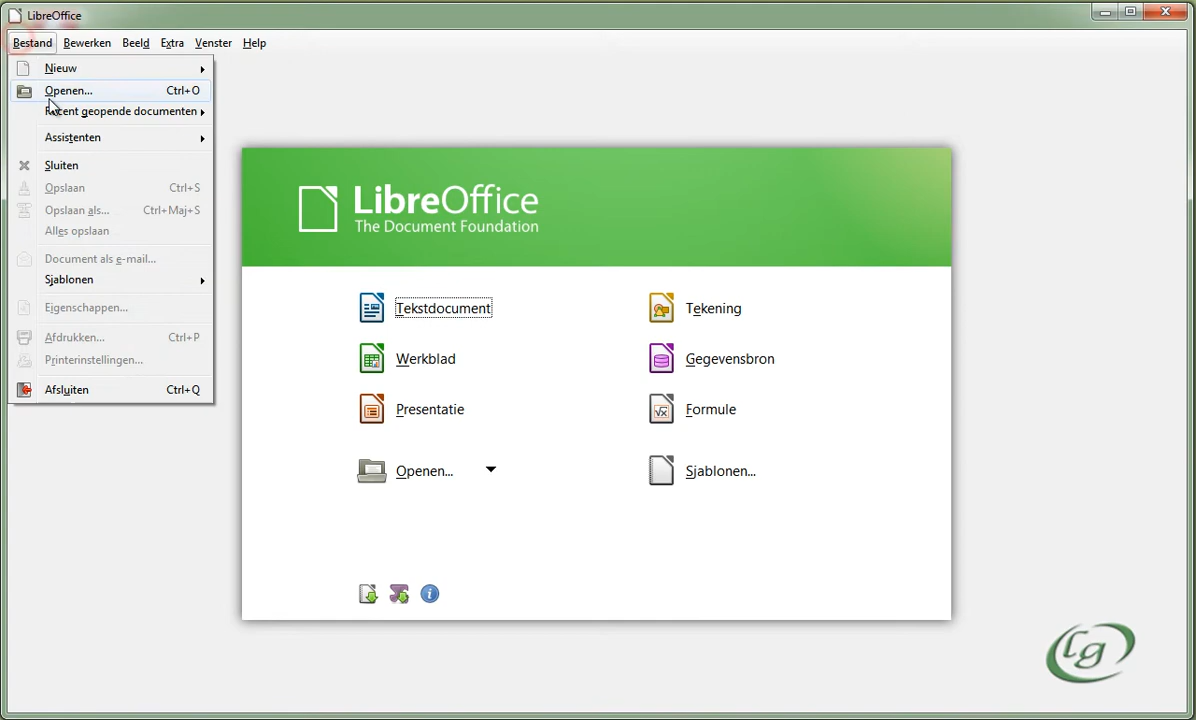 LibreOffice
Bestand Bewerken Beeld Extra Venster Help
Nieuw
Openen... Ctrl+O
Recent geopende documenten
Assistenten
Sluiten
Opslaan Ctrl+S
Opslaan als... Ctrl+Maj+S
Alles opslaan
Document als e-mail...
Sjablonen
Eigenschappen...
Afdrukken... Ctrl+P
Printerinstellingen...
Afsluiten Ctrl+Q
LibreOffice
The Document Foundation
Tekstdocument Tekening
Werkblad Gegevensbron
Presentatie Formule
Openen... Sjablonen...
Lg